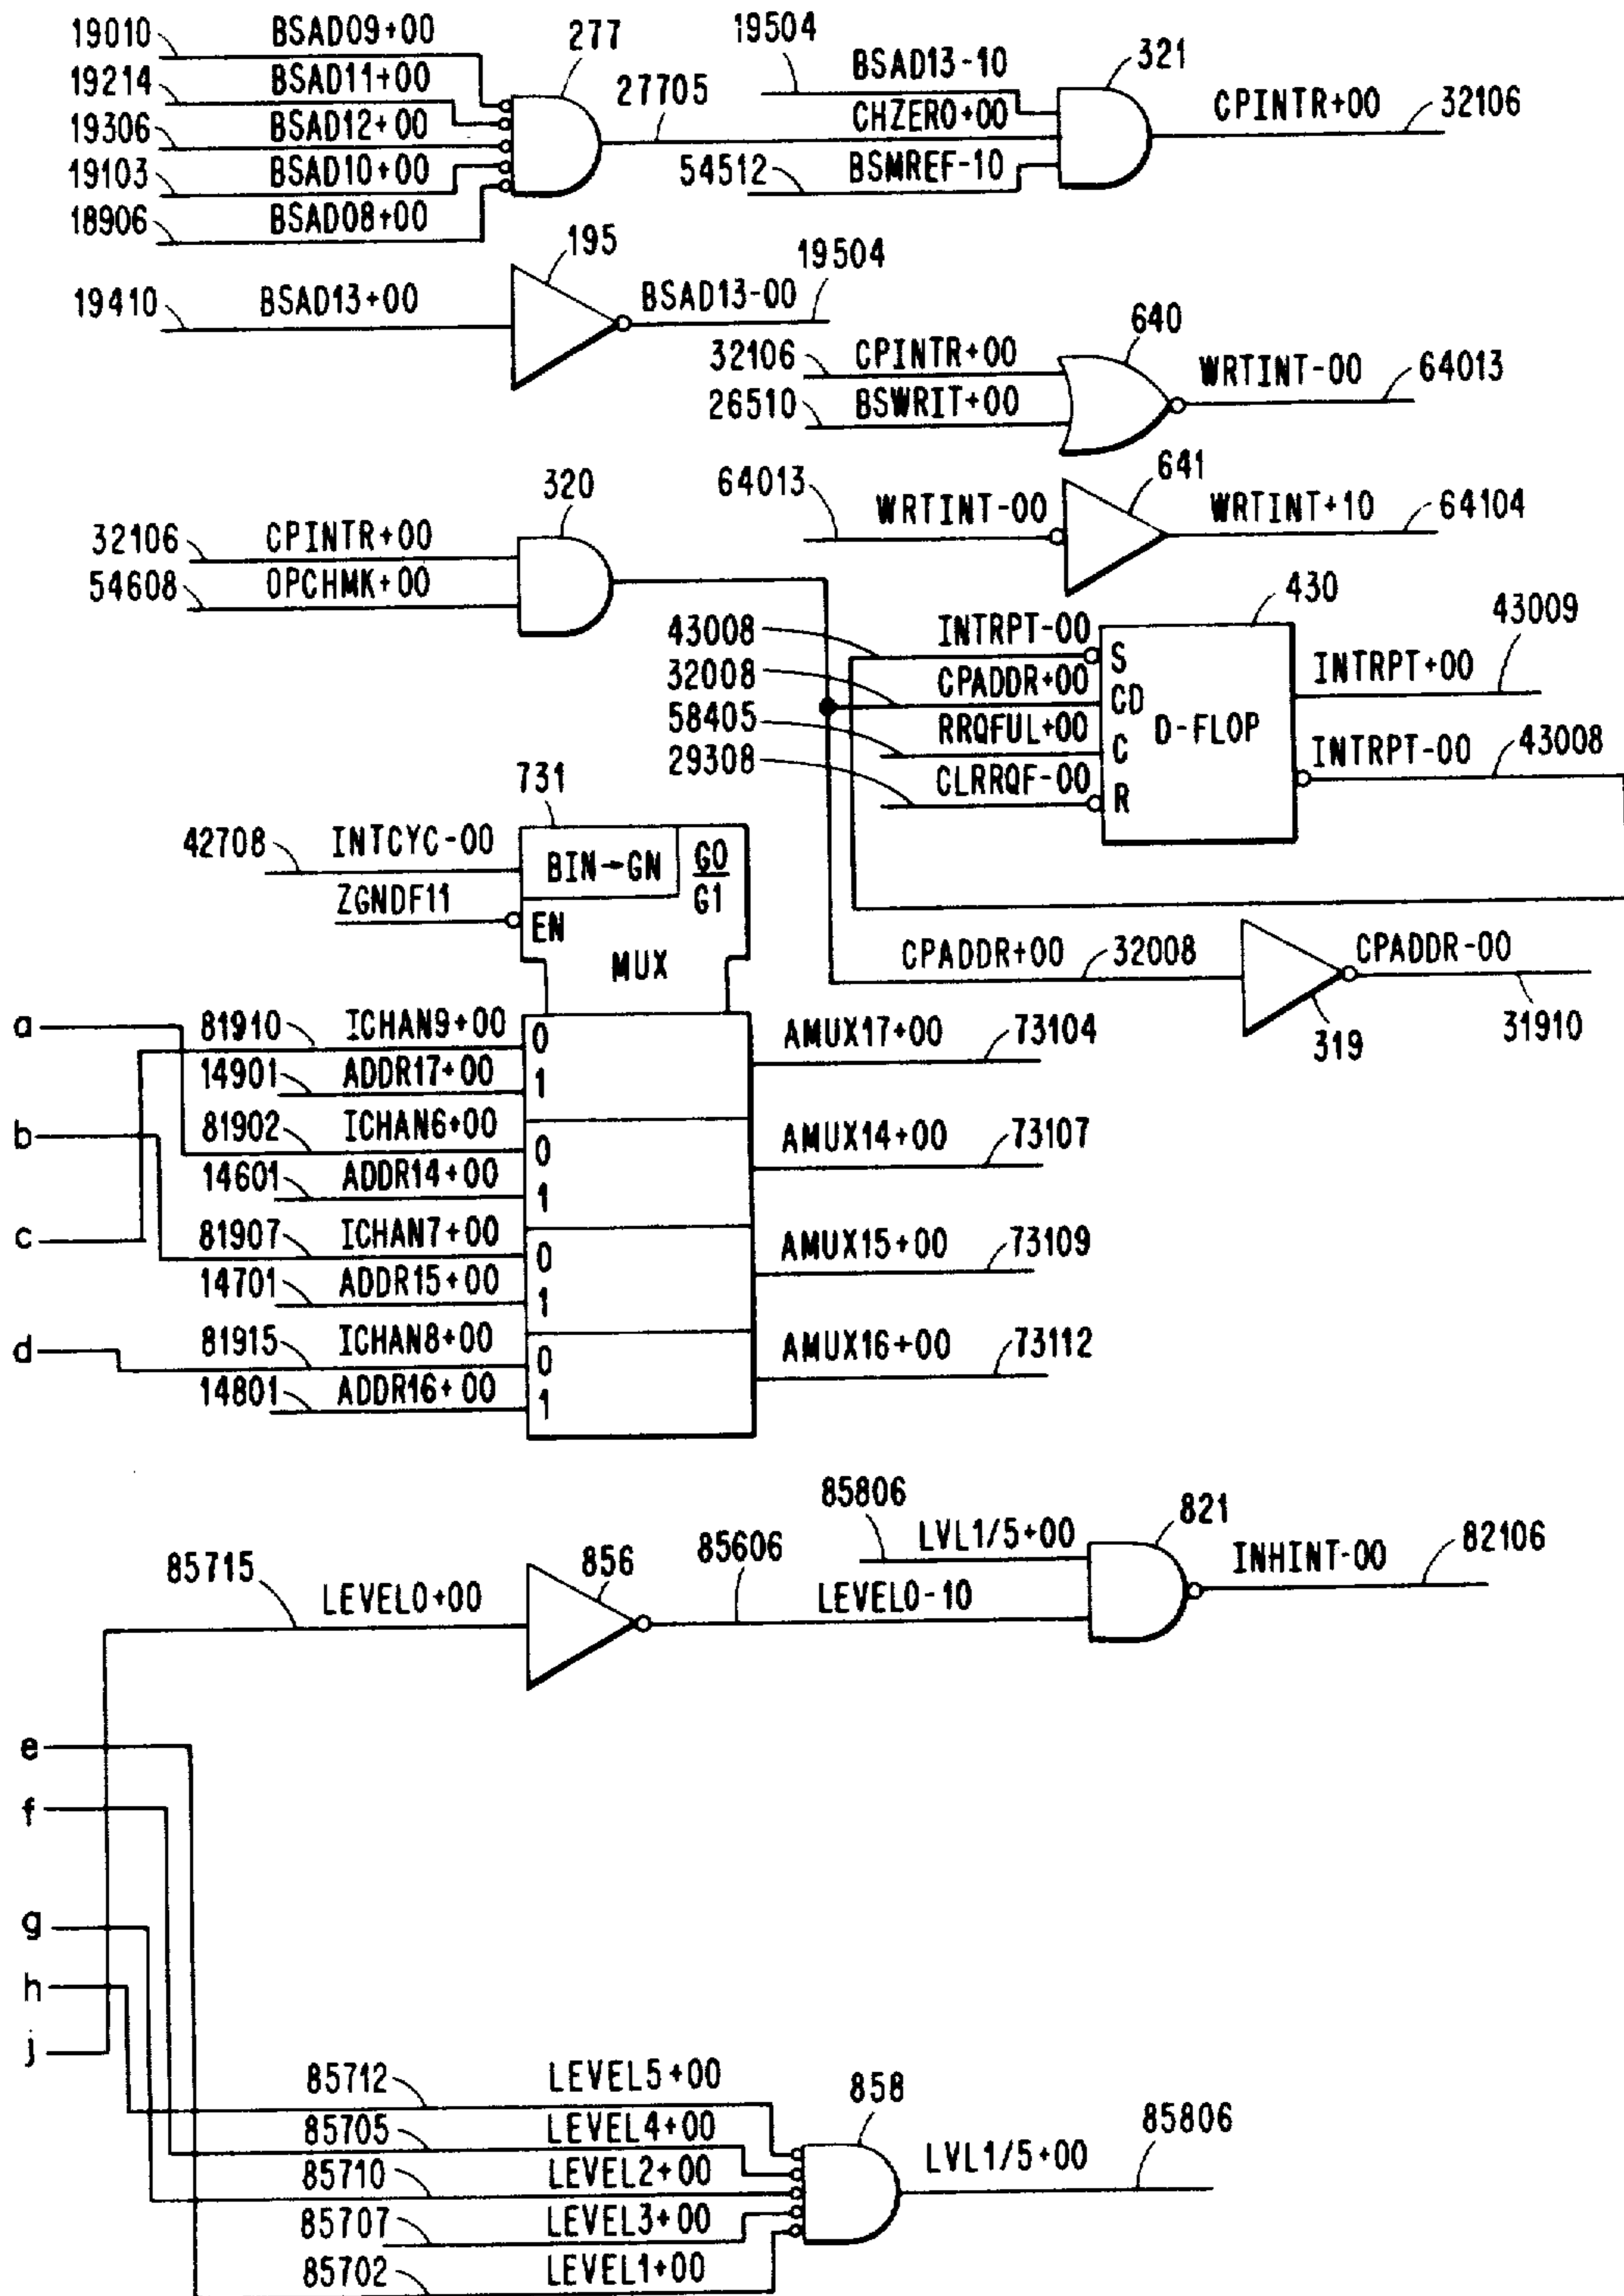 19010 BSAD09+00 277
19214 BSAD11+00
19306 BSAD12+00
19103 BSAD10+00
18906 BSAD08+00
27705
19504 BSAD13-10 321
CHZERO+00 CPINTR+00 32106
54512 BSMREF-10
195
19410 BSAD13+00 BSAD13-00 19504
640
32106 CPINTR+00 WRTINT-00 64013
26510 BSWRIT+00
641
64013 WRTINT-00 WRTINT+10 64104
320
32106 CPINTR+00
54608 OPCHMK+00
430
43008 INTRPT-00 S INTRPT+00 43009
32008 CPADDR+00 CD
58405 RRQFUL+00 C D-FLOP INTRPT-00 43008
29308 CLRRQF-00 R
731
42708 INTCYC-00 BIN→GN G0
G1
ZGNDF11 EN
MUX
CPADDR+00 32008 CPADDR-00
319 31910
a 81910 ICHAN9+00 0 AMUX17+00 73104
14901 ADDR17+00 1
b 81902 ICHAN6+00 0 AMUX14+00 73107
14601 ADDR14+00 1
c 81907 ICHAN7+00 0 AMUX15+00 73109
14701 ADDR15+00 1
d 81915 ICHAN8+00 0 AMUX16+00 73112
14801 ADDR16+00 1
85806 LVL1/5+00 821
INHINT-00 82106
85715 LEVEL0+00 856 85606 LEVEL0-10
e
f
g
h
j
85712 LEVEL5+00 858
85705 LEVEL4+00
85710 LEVEL2+00 LVL1/5+00 85806
85707 LEVEL3+00
85702 LEVEL1+00